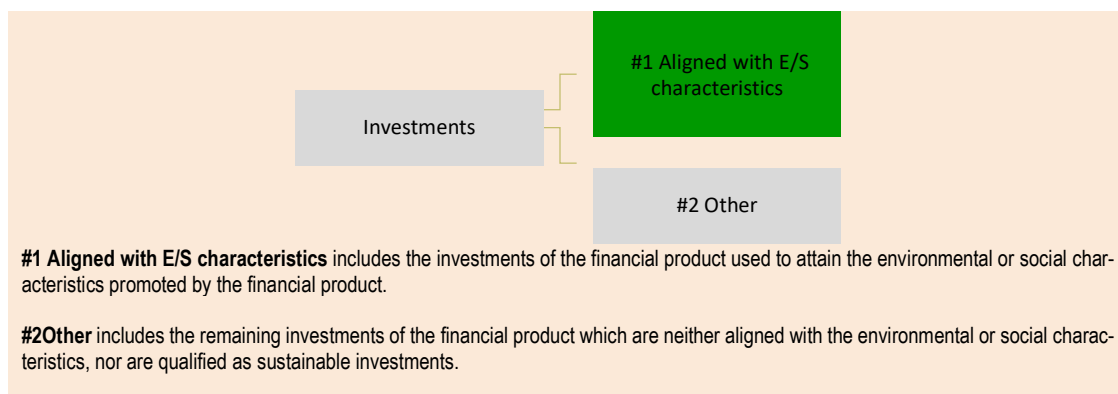 #1 Aligned with E/S
characteristics
Investments
#2 Other
#1 Aligned with E/S characteristics includes the investments of the financial product used to attain the environmental or social char-
acteristics promoted by the financial product.
#2Other includes the remaining investments of the financial product which are neither aligned with the environmental or social charac-
teristics, nor are qualified as sustainable investments.